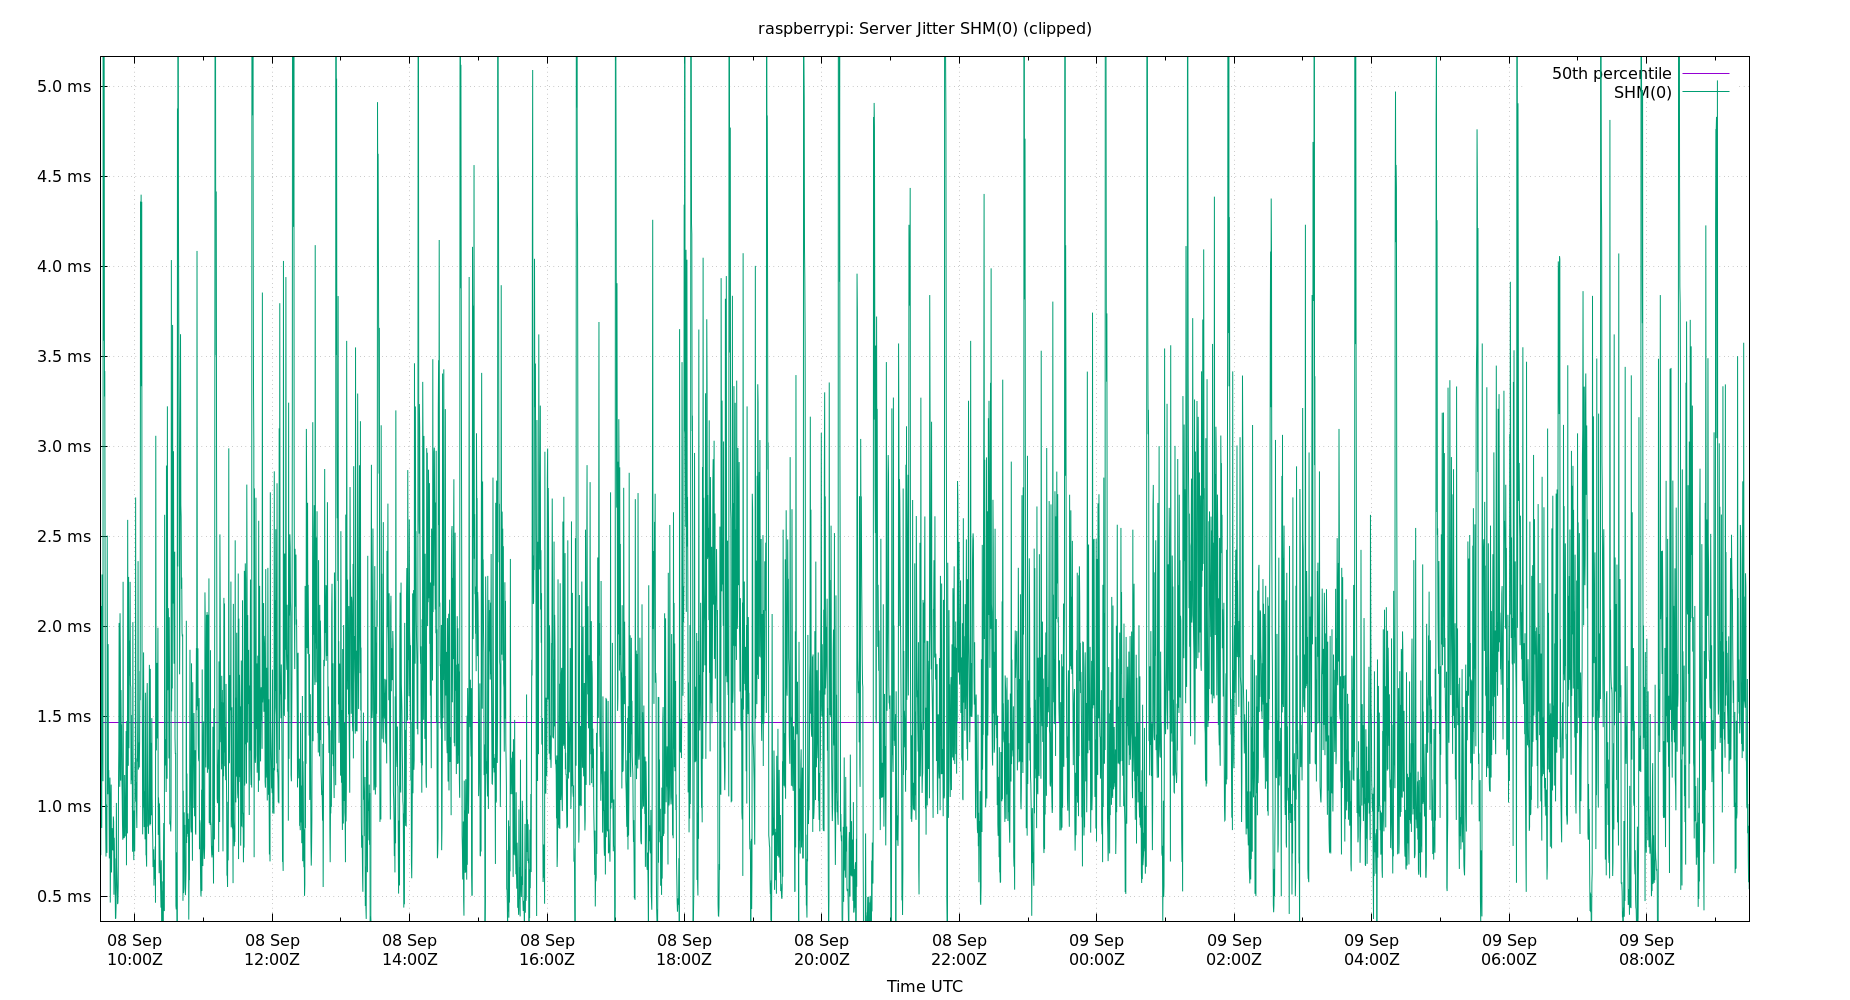 raspberrypi: Server Jitter SHM(0) (clipped)
50th percentile
SHM(0)
5.0 ms
4.5 ms
4.0 ms
3.5 ms
3.0 ms
2.5 ms
2.0 ms
1.5 ms
1.0 ms
0.5 ms
08 Sep 08 Sep 08 Sep 08 Sep 08 Sep 08 Sep 08 Sep 09 Sep 09 Sep 09 Sep 09 Sep 09 Sep
10:00Z 12:00Z 14:00Z 16:00Z 18:00Z 20:00Z 22:00Z 00:00Z 02:00Z 04:00Z 06:00Z 08:00Z
Time UTC